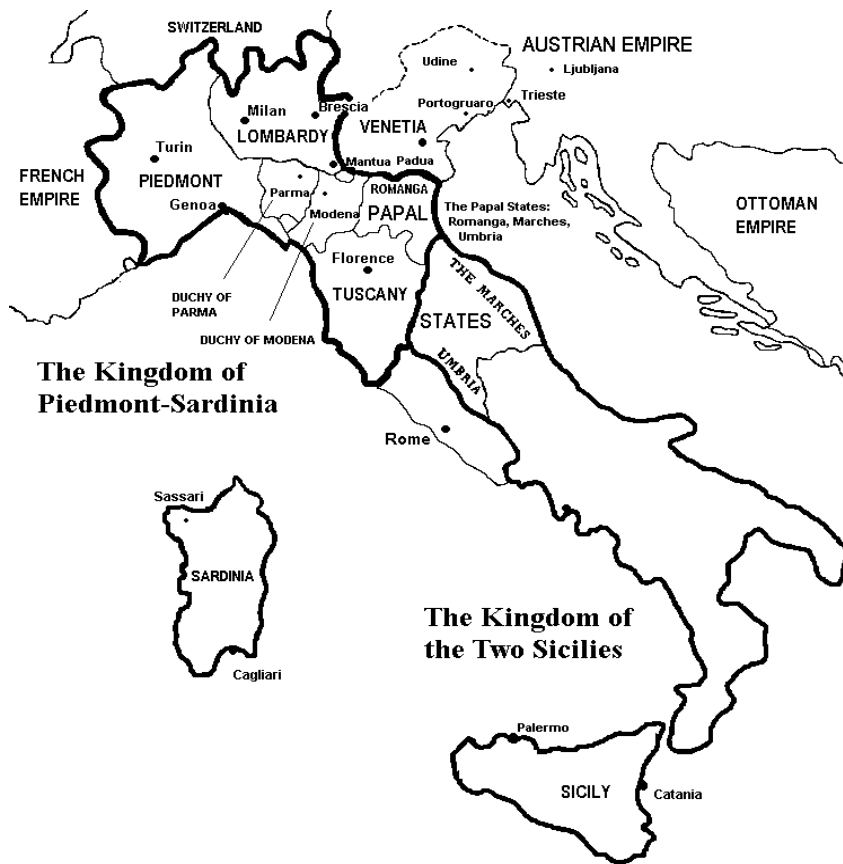 SWITZERLAND
AUSTRIAN EMPIRE
Udine
Ljubljana
Portogruaro
Trieste
Milan
Brescia
LOMBARDY
VENETIA
Turin
Mantua
Padua
FRENCH
EMPIRE
PIEDMONT
Genoa
Parma
Modena
ROMANGA
PAPAL
The Papal States:
Romanga, Marches,
Umbria
OTTOMAN
EMPIRE
Florence
TUSCANY
DUCHY OF
PARMA
DUCHY OF MODENA
THE MARCHES
STATES
UMBRIA
The Kingdom of
Piedmont-Sardinia
Rome
Sassari
SARDINIA
Cagliari
The Kingdom of
the Two Sicilies
Palermo
SICILY
Catania